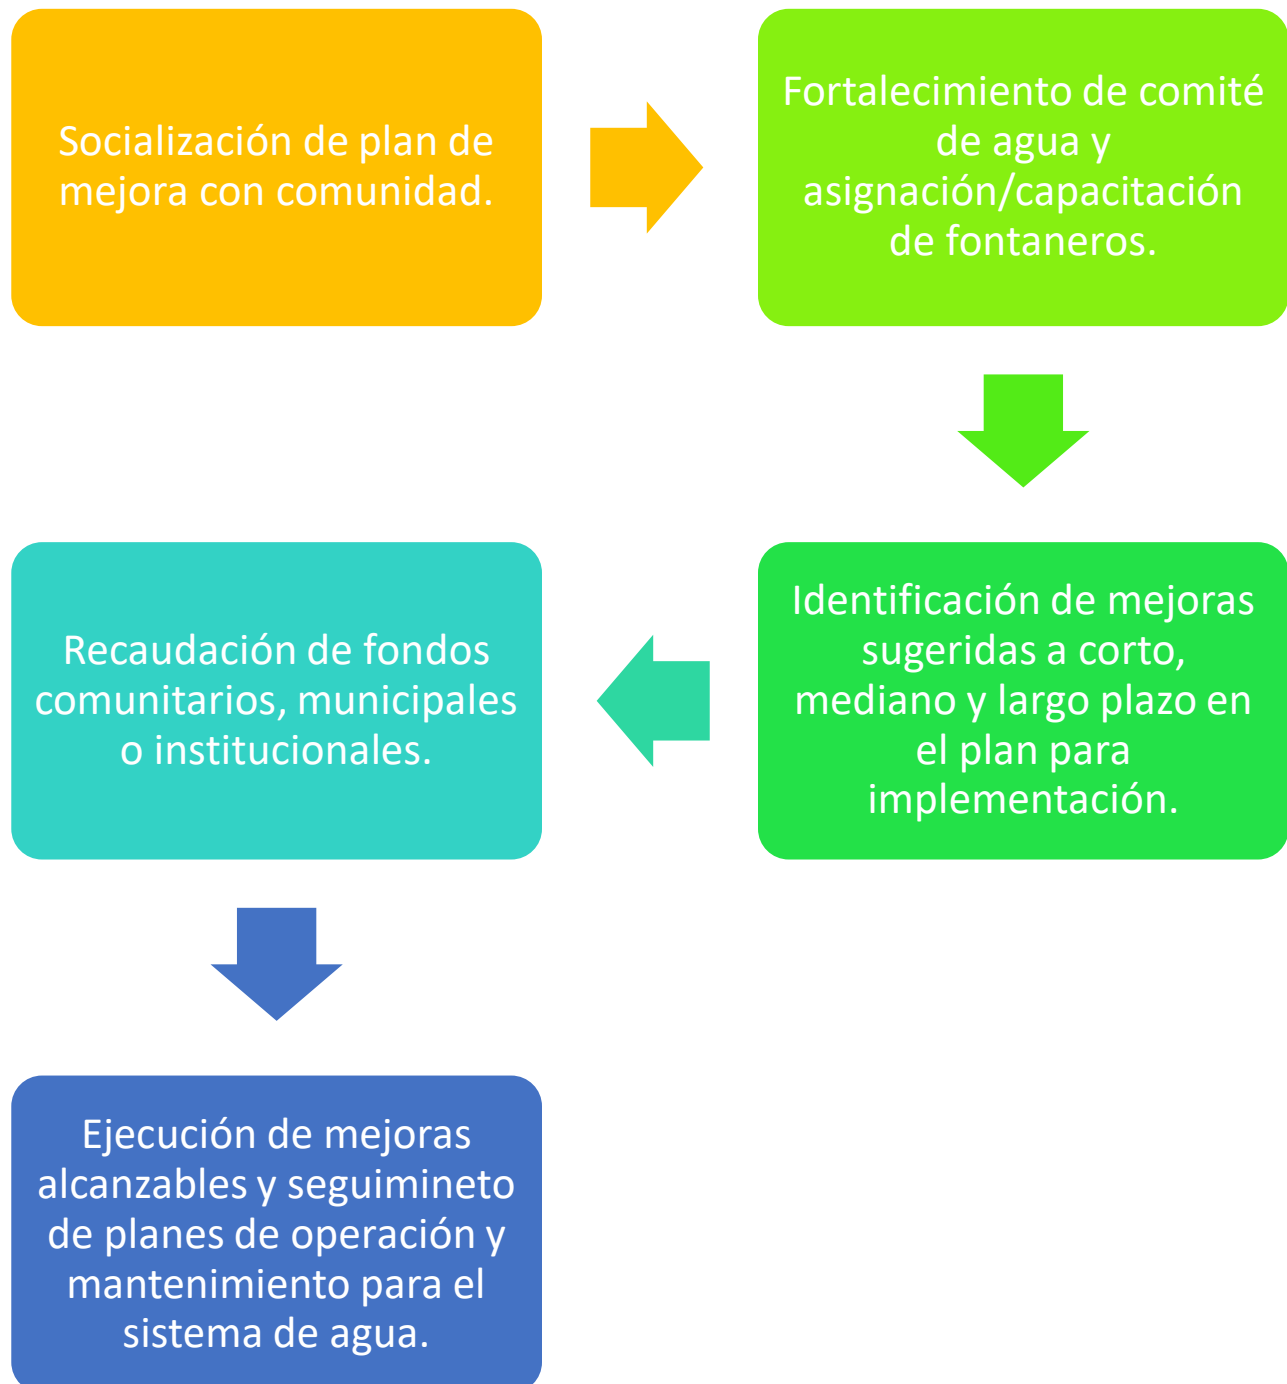 Socialización de plan de
mejora con comunidad.
Fortalecimiento de comité
de agua y
asignación/capacitación
de fontaneros.
Identificación de mejoras
sugeridas a corto,
mediano y largo plazo en
el plan para
implementación.
Recaudación de fondos
comunitarios, municipales
o institucionales.
Ejecución de mejoras
alcanzables y seguimineto
de planes de operación y
mantenimiento para el
sistema de agua.